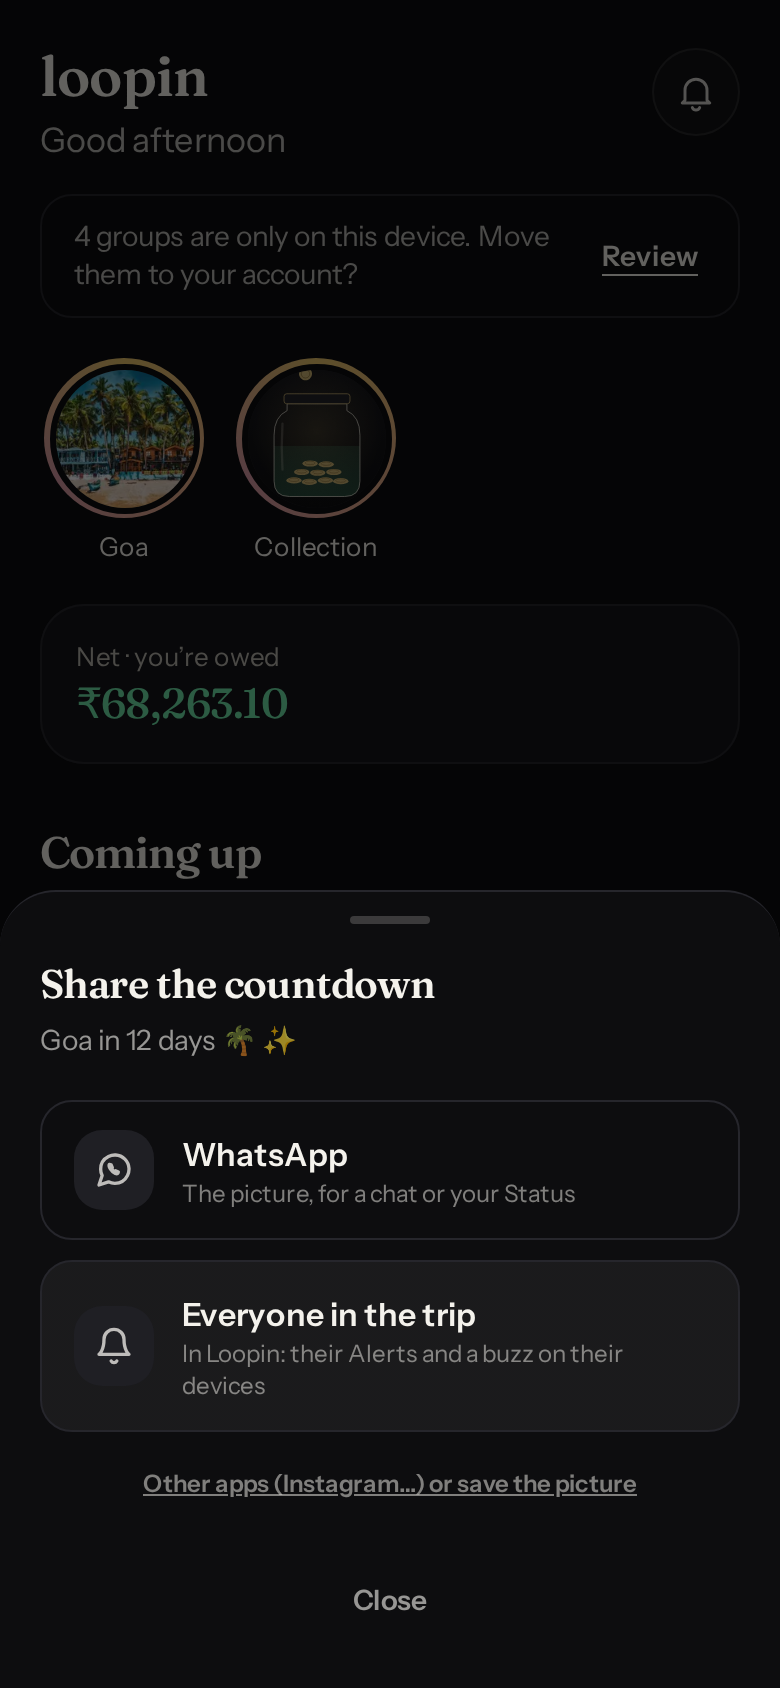 loopin
Good afternoon
4 groups are only on this device. Move
them to your account?
Review
Goa
Collection
Net · you’re owed
₹68,263.10
Coming up
Share the countdown
Goa in 12 days 🌴 ✨
WhatsApp
The picture, for a chat or your Status
Everyone in the trip
In Loopin: their Alerts and a buzz on their
devices
Other apps (Instagram…) or save the picture
Close